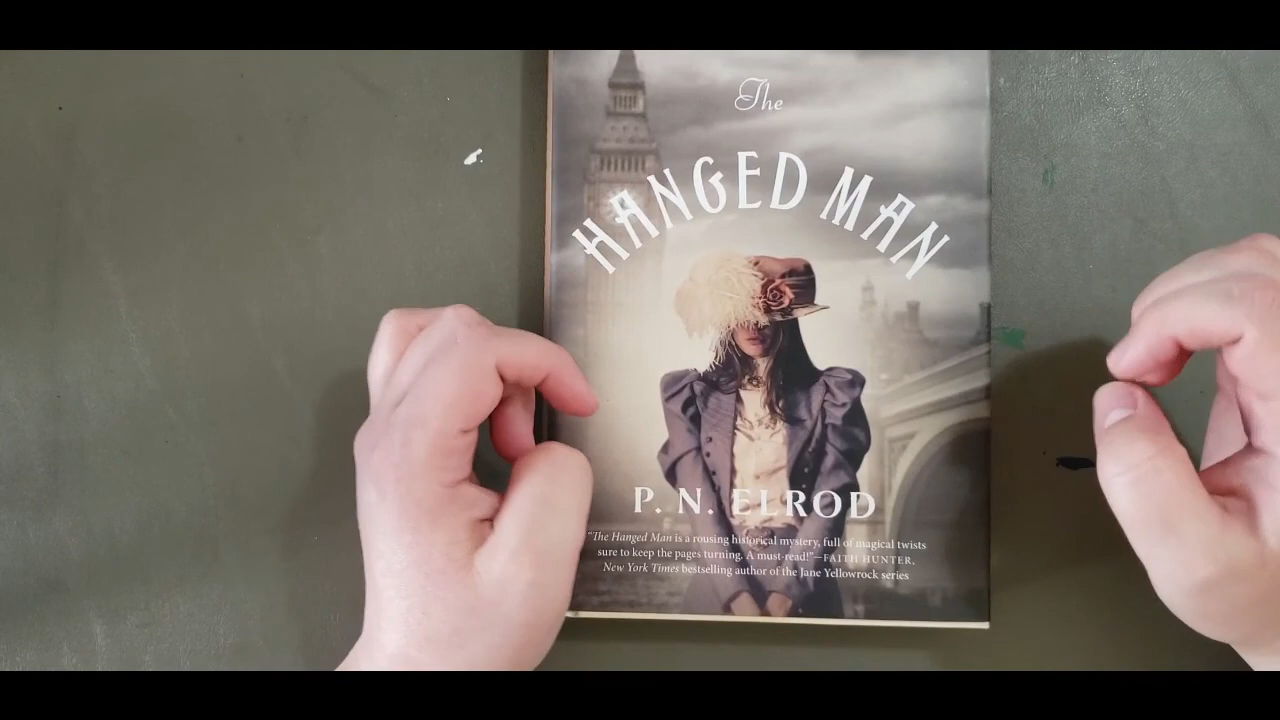 The
HANGED MAN
P. N. ELROD
"The Hanged Man is a rousing historical mystery, full of magical twists
sure to keep the pages turning. A must-read!"—FAITH HUNTER,
New York Times bestselling author of the Jane Yellowrock series